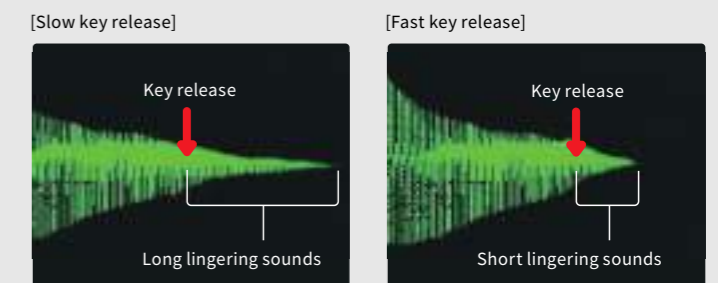 [Slow key release]
[Fast key release]
Key release
Key release
Long lingering sounds
Short lingering sounds